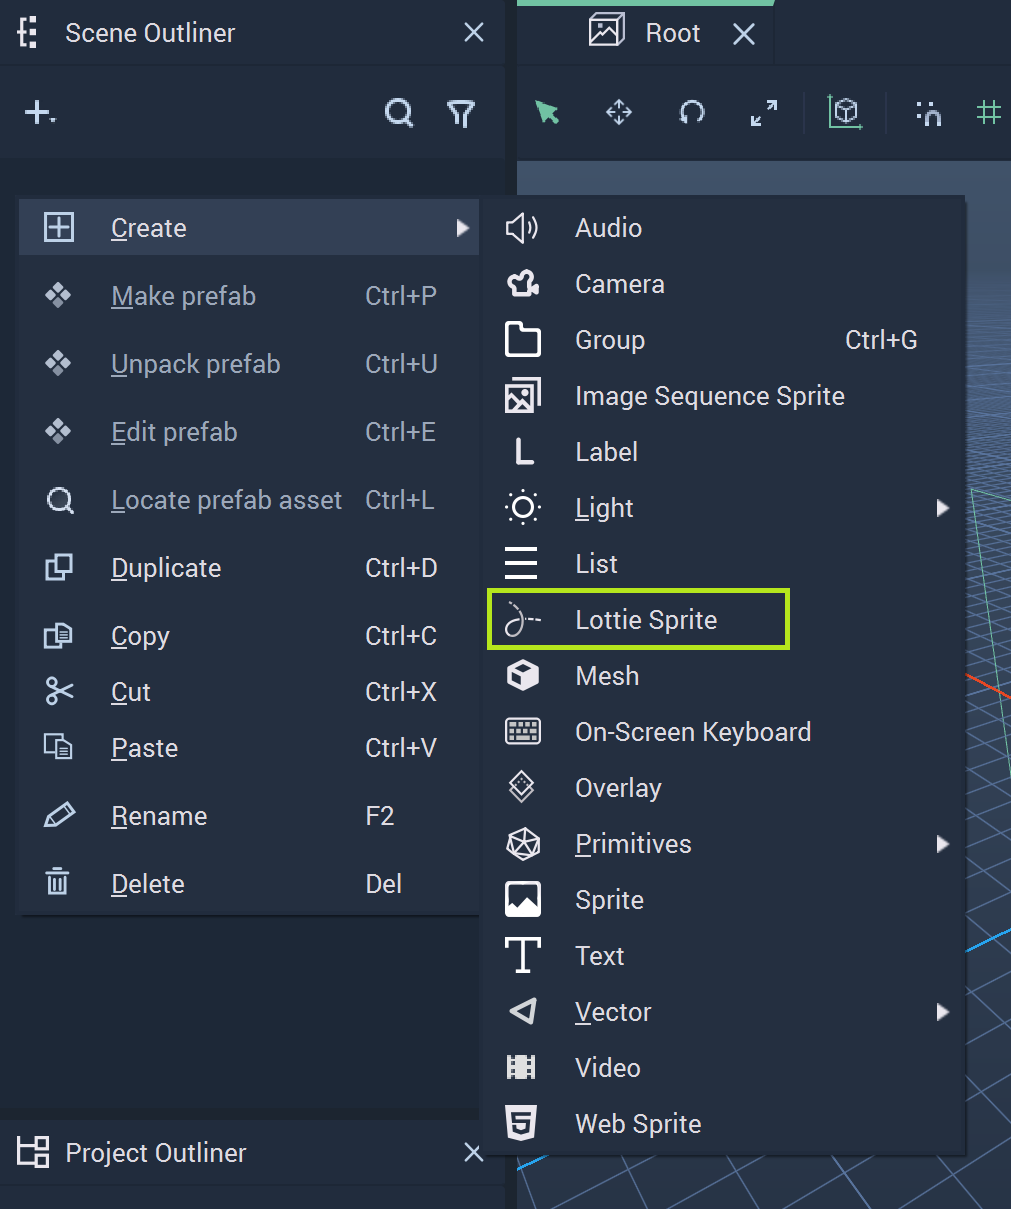 Scene Outliner
Root
Create
Make prefab Ctrl+P
Unpack prefab Ctrl+U
Edit prefab Ctrl+E
Locate prefab asset Ctrl+L
Duplicate Ctrl+D
Copy Ctrl+C
Cut Ctrl+X
Paste Ctrl+V
Rename F2
Delete Del
Audio
Camera
Group Ctrl+G
Image Sequence Sprite
Label
Light
List
Lottie Sprite
Mesh
On-Screen Keyboard
Overlay
Primitives
Sprite
Text
Vector
Video
Web Sprite
Project Outliner